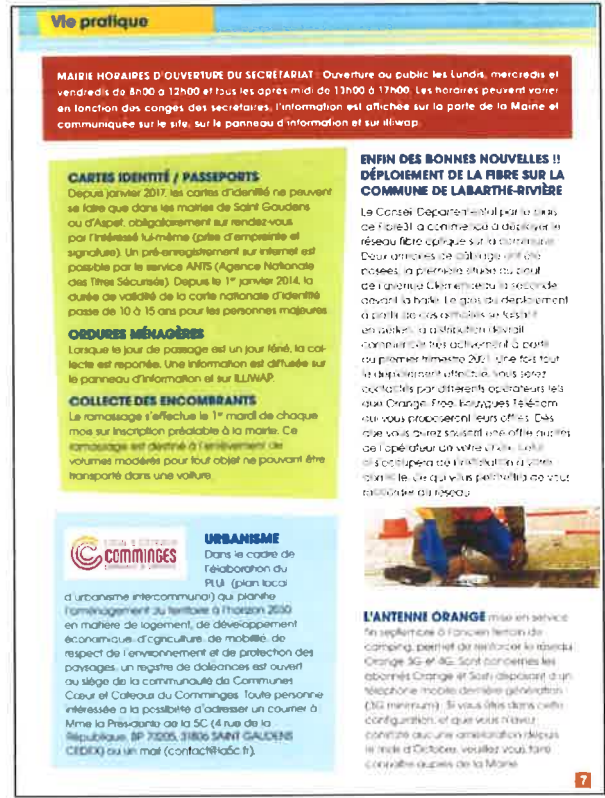 Vie pratique
MAIRIE HORAIRES D'OUVERTURE DU SECRÉTARIAT : Ouverture au public les Lundis, mercredis et
vendredis de 8h00 à 12h00 et tous les après midi de 13h00 à 17h00. Les horaires peuvent varier
en fonction des congés des secrétaires, l'information est affichée sur la porte de la Mairie et
communiquée sur le site, sur le panneau d'information et sur illiwap.
CARTES IDENTITÉ / PASSEPORTS
Depuis janvier 2017, les cartes d'identité ne peuvent
se faire que dans les mairies de Saint Gaudens
ou d'Aspet, obligatoirement sur rendez-vous
par l'intéressé lui-même (prise d'empreinte et
signature). Un pré-enregistrement sur internet est
possible par le service ANTS (Agence Nationale
des Titres Sécurisés). Depuis le 1er janvier 2014, la
durée de validité de la carte nationale d'identité
passe de 10 à 15 ans pour les personnes majeures
ORDURES MÉNAGÈRES
Lorsque le jour de passage est un jour férié, la col-
lecte est reportée. Une information est diffusée sur
le panneau d'information et sur ILLIWAP.
COLLECTE DES ENCOMBRANTS
Le ramassage s'effectue le 1er mardi de chaque
mois sur inscription préalable à la mairie. Ce
ramassage est destiné à l'enlèvement de
volumes modérés pour tout objet ne pouvant être
transporté dans une voiture.
COMMINGES
URBANISME
Dans le cadre de
l'élaboration du
PLUi (plan local
d'urbanisme intercommunal) qui planifie
l'aménagement du territoire à l'horizon 2030
en matière de logement, de développement
économique, d'agriculture, de mobilité, de
respect de l'environnement et de protection des
paysages, un registre de doléances est ouvert
au siège de la communauté de Communes
Cœur et Coteaux du Comminges. Toute personne
intéressée a la possibilité d'adresser un courrier à
Mme la Présidente de la 5C (4 rue de la
République, BP 70205, 31806 SAINT GAUDENS
CEDEX) ou un mail (contact@la5c.fr).
ENFIN DES BONNES NOUVELLES !!
DÉPLOIEMENT DE LA FIBRE SUR LA
COMMUNE DE LABARTHE-RIVIÈRE
Le Conseil Départemental par le biais
de Fibre31 a commencé à déployer le
réseau fibre optique sur la commune.
Deux armoires de câblage ont été
posées, la première située au bout
de l'avenue Clémenceau la seconde
devant la halle. Le gros du déploiement
à partir de ces armoires se faisant
en aérien, la distribution devrait
commencer très activement à partir
du premier trimestre 2021. Une fois tout
le déploiement effectué, vous serez
contactés par différents opérateurs tels
que Orange, Free, Bouygues Télécom
qui vous proposeront leurs offres. Dès
que vous aurez souscrit une offre auprès
de l'opérateur de votre choix, celui
ci s'occupera de l'installation à votre
domicile, ce qui vous permettra de vous
raccorder au réseau
L'ANTENNE ORANGE mise en service
fin septembre à l'ancien terrain de
camping, permet de renforcer le réseau
Orange 3G et 4G. Sont concernés les
abonnés Orange et Sosh disposant d'un
téléphone mobile dernière génération
(3G minimum). Si vous êtes dans cette
configuration, et que vous n'avez
constaté aucune amélioration depuis
le mois d'Octobre, veuillez vous faire
connaître auprès de la Mairie
7